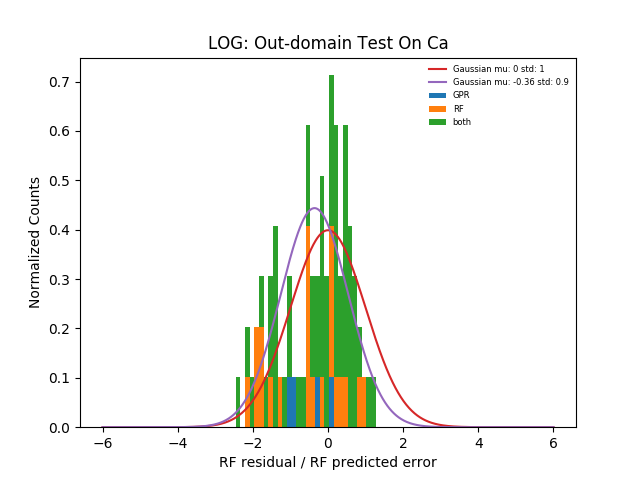 LOG: Out-domain Test On Ca
Gaussian mu: 0 std: 1
Gaussian mu: -0.36 std: 0.9
GPR
RF
both
Normalized Counts
0.7
0.6
0.5
0.4
0.3
0.2
0.1
0.0
−6 −4 −2 0 2 4 6
RF residual / RF predicted error